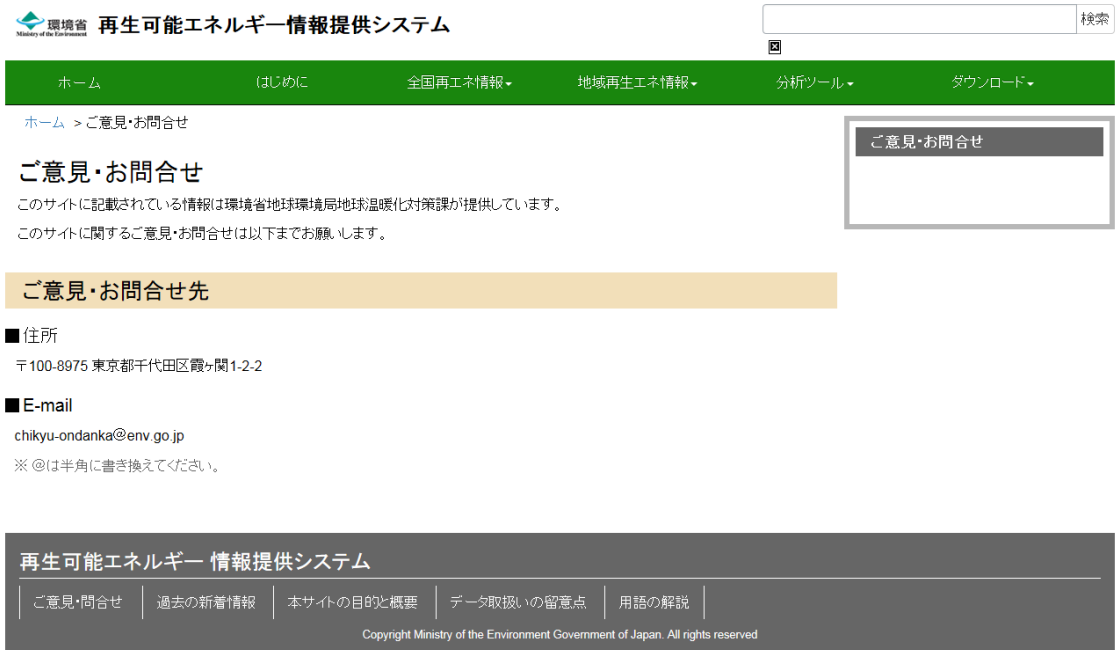 環境省
Ministry of the Environment
再生可能エネルギー情報提供システム
検索
ホーム
はじめに
全国再エネ情報
地域再生エネ情報
分析ツール
ダウンロード
ホーム >ご意見・お問合せ
ご意見・お問合せ
ご意見・お問合せ
このサイトに記載されている情報は環境省地球環境局地球温暖化対策課が提供しています。
このサイトに関するご意見・お問合せは以下までお願いします。
ご意見・お問合せ先
■住所
〒100-8975 東京都千代田区霞ヶ関1-2-2
■E-mail
chikyu-ondanka@env.go.jp
※ @は半角に書き換えてください。
再生可能エネルギー 情報提供システム
ご意見・問合せ
過去の新着情報
本サイトの目的と概要
データ取扱いの留意点
用語の解説
Copyright Ministry of the Environment Government of Japan. All rights reserved